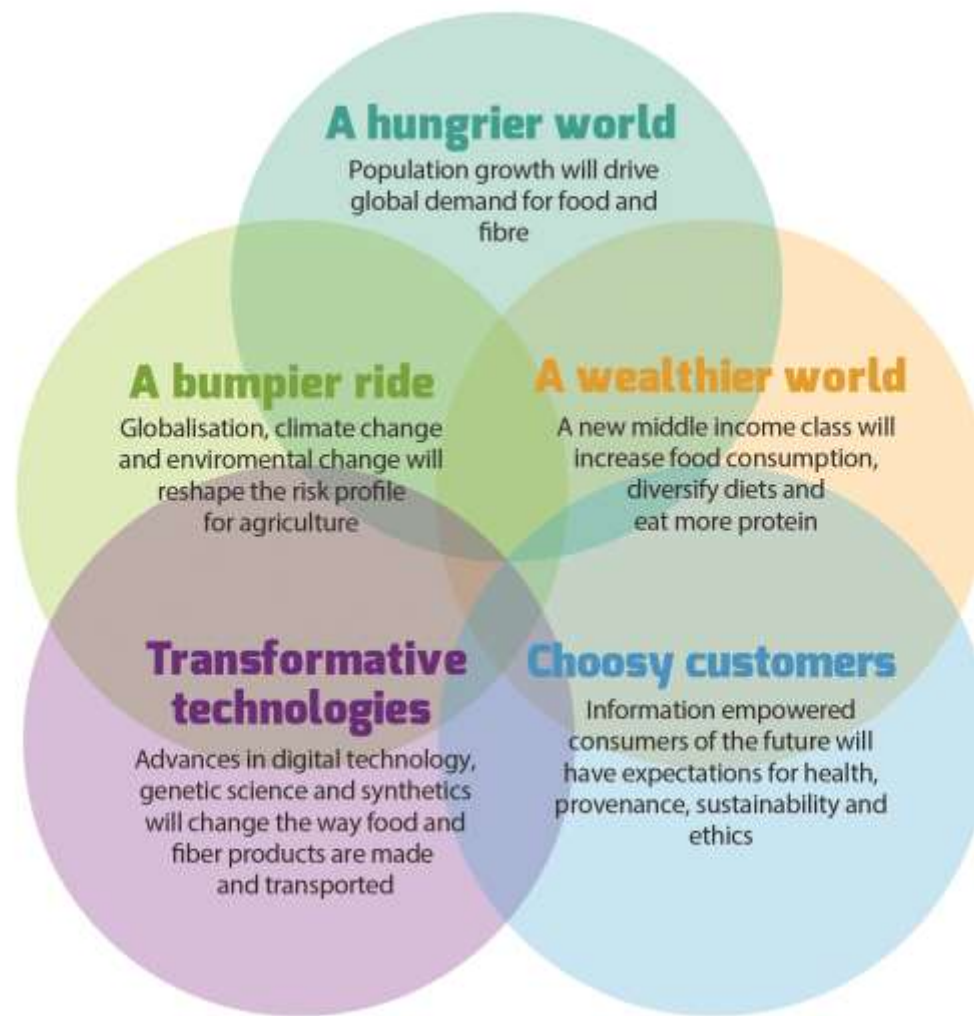 A hungrier world
Population growth will drive
global demand for food and
fibre
A bumpier ride
Globalisation, climate change
and enviromental change will
reshape the risk profile
for agriculture
A wealthier world
A new middle income class will
increase food consumption,
diversify diets and
eat more protein
Transformative
technologies
Advances in digital technology,
genetic science and synthetics
will change the way food and
fiber products are made
and transported
Choosy customers
Information empowered
consumers of the future will
have expectations for health,
provenance, sustainability and
ethics